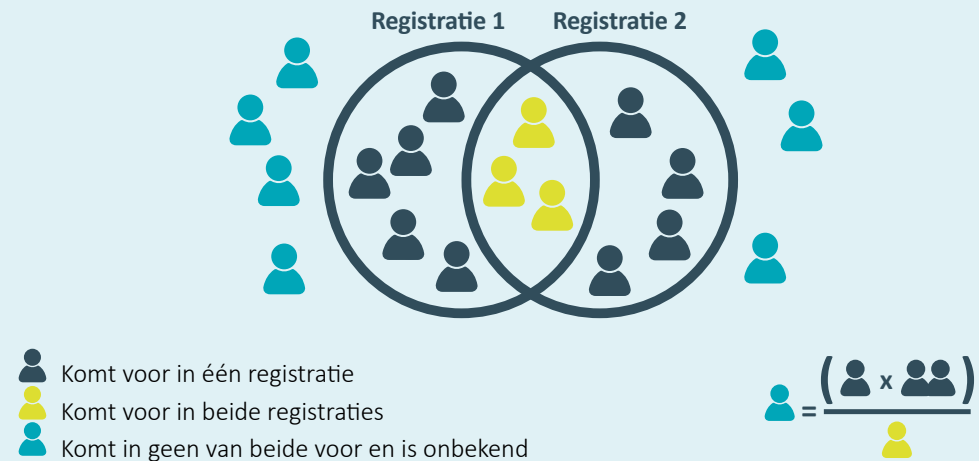 Registratie 1
Registratie 2
Komt voor in één registratie
Komt voor in beide registraties
Komt in geen van beide voor en is onbekend
= ( x )